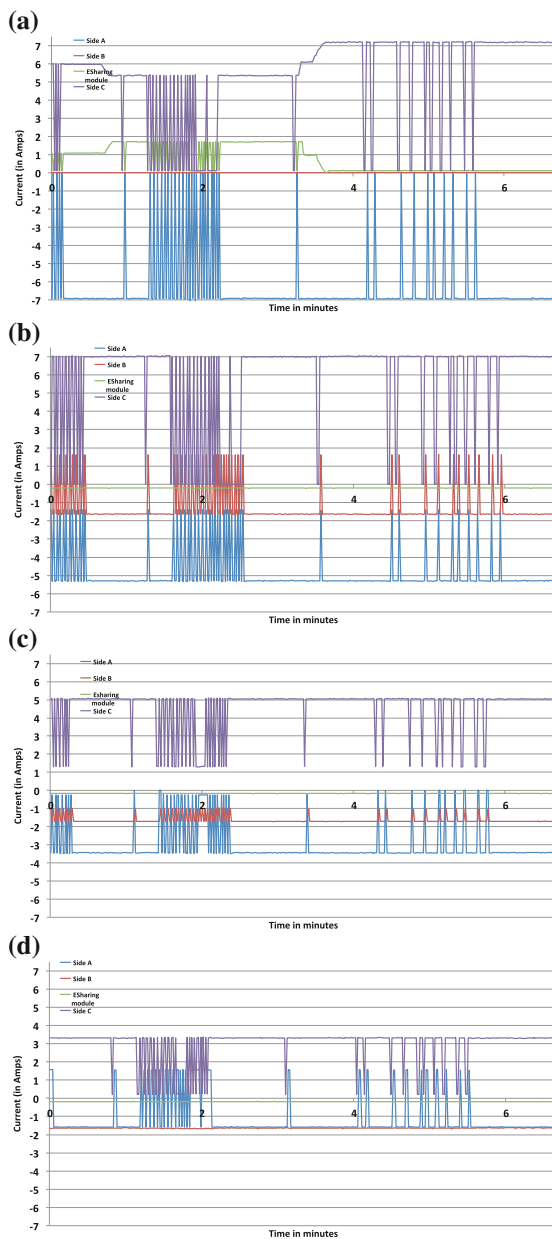 (a)
Side A
Side B
ESharing
module
Side C
Current (in Amps)
7
6
5
4
3
2
1
0
-1
-2
-3
-4
-5
-6
-7
0
2
4
6
Time in minutes
(b)
Side A
Side B
ESharing
module
Side C
Current (in Amps)
7
6
5
4
3
2
1
0
-1
-2
-3
-4
-5
-6
-7
0
2
4
6
Time in minutes
(c)
Side A
Side B
Esharing
module
Side C
Current (in Amps)
7
6
5
4
3
2
1
0
-1
-2
-3
-4
-5
-6
-7
0
2
4
6
Time in minutes
(d)
Side A
Side B
ESharing
module
Side C
Current (in Amps)
7
6
5
4
3
2
1
0
-1
-2
-3
-4
-5
-6
-7
0
2
4
6
Time in minutes